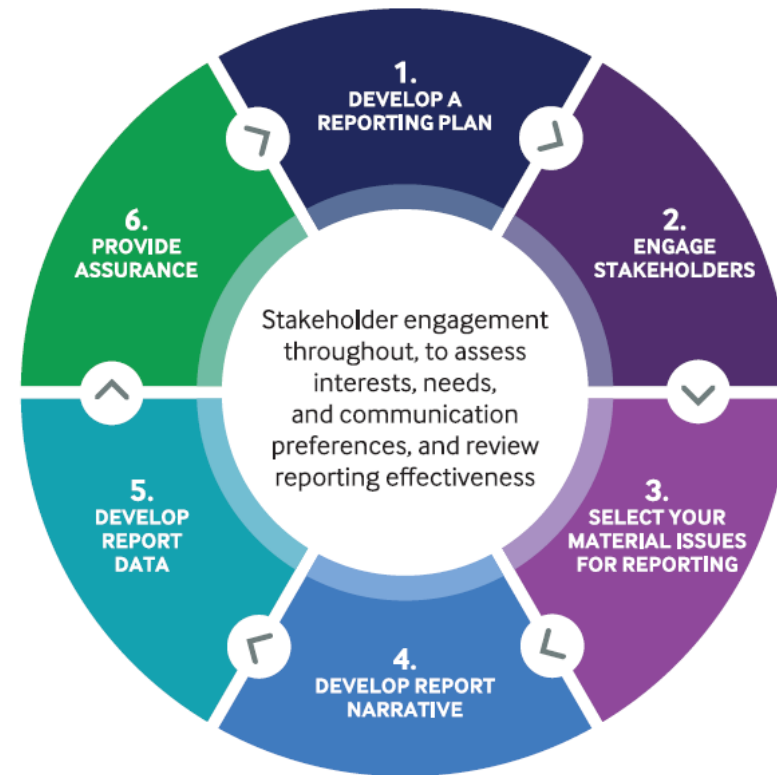 1.
DEVELOP A
REPORTING PLAN
2.
ENGAGE
STAKEHOLDERS
3.
SELECT YOUR
MATERIAL ISSUES
FOR REPORTING
4.
DEVELOP REPORT
NARRATIVE
5.
DEVELOP
REPORT
DATA
6.
PROVIDE
ASSURANCE
Stakeholder engagement
throughout, to assess
interests, needs,
and communication
preferences, and review
reporting effectiveness